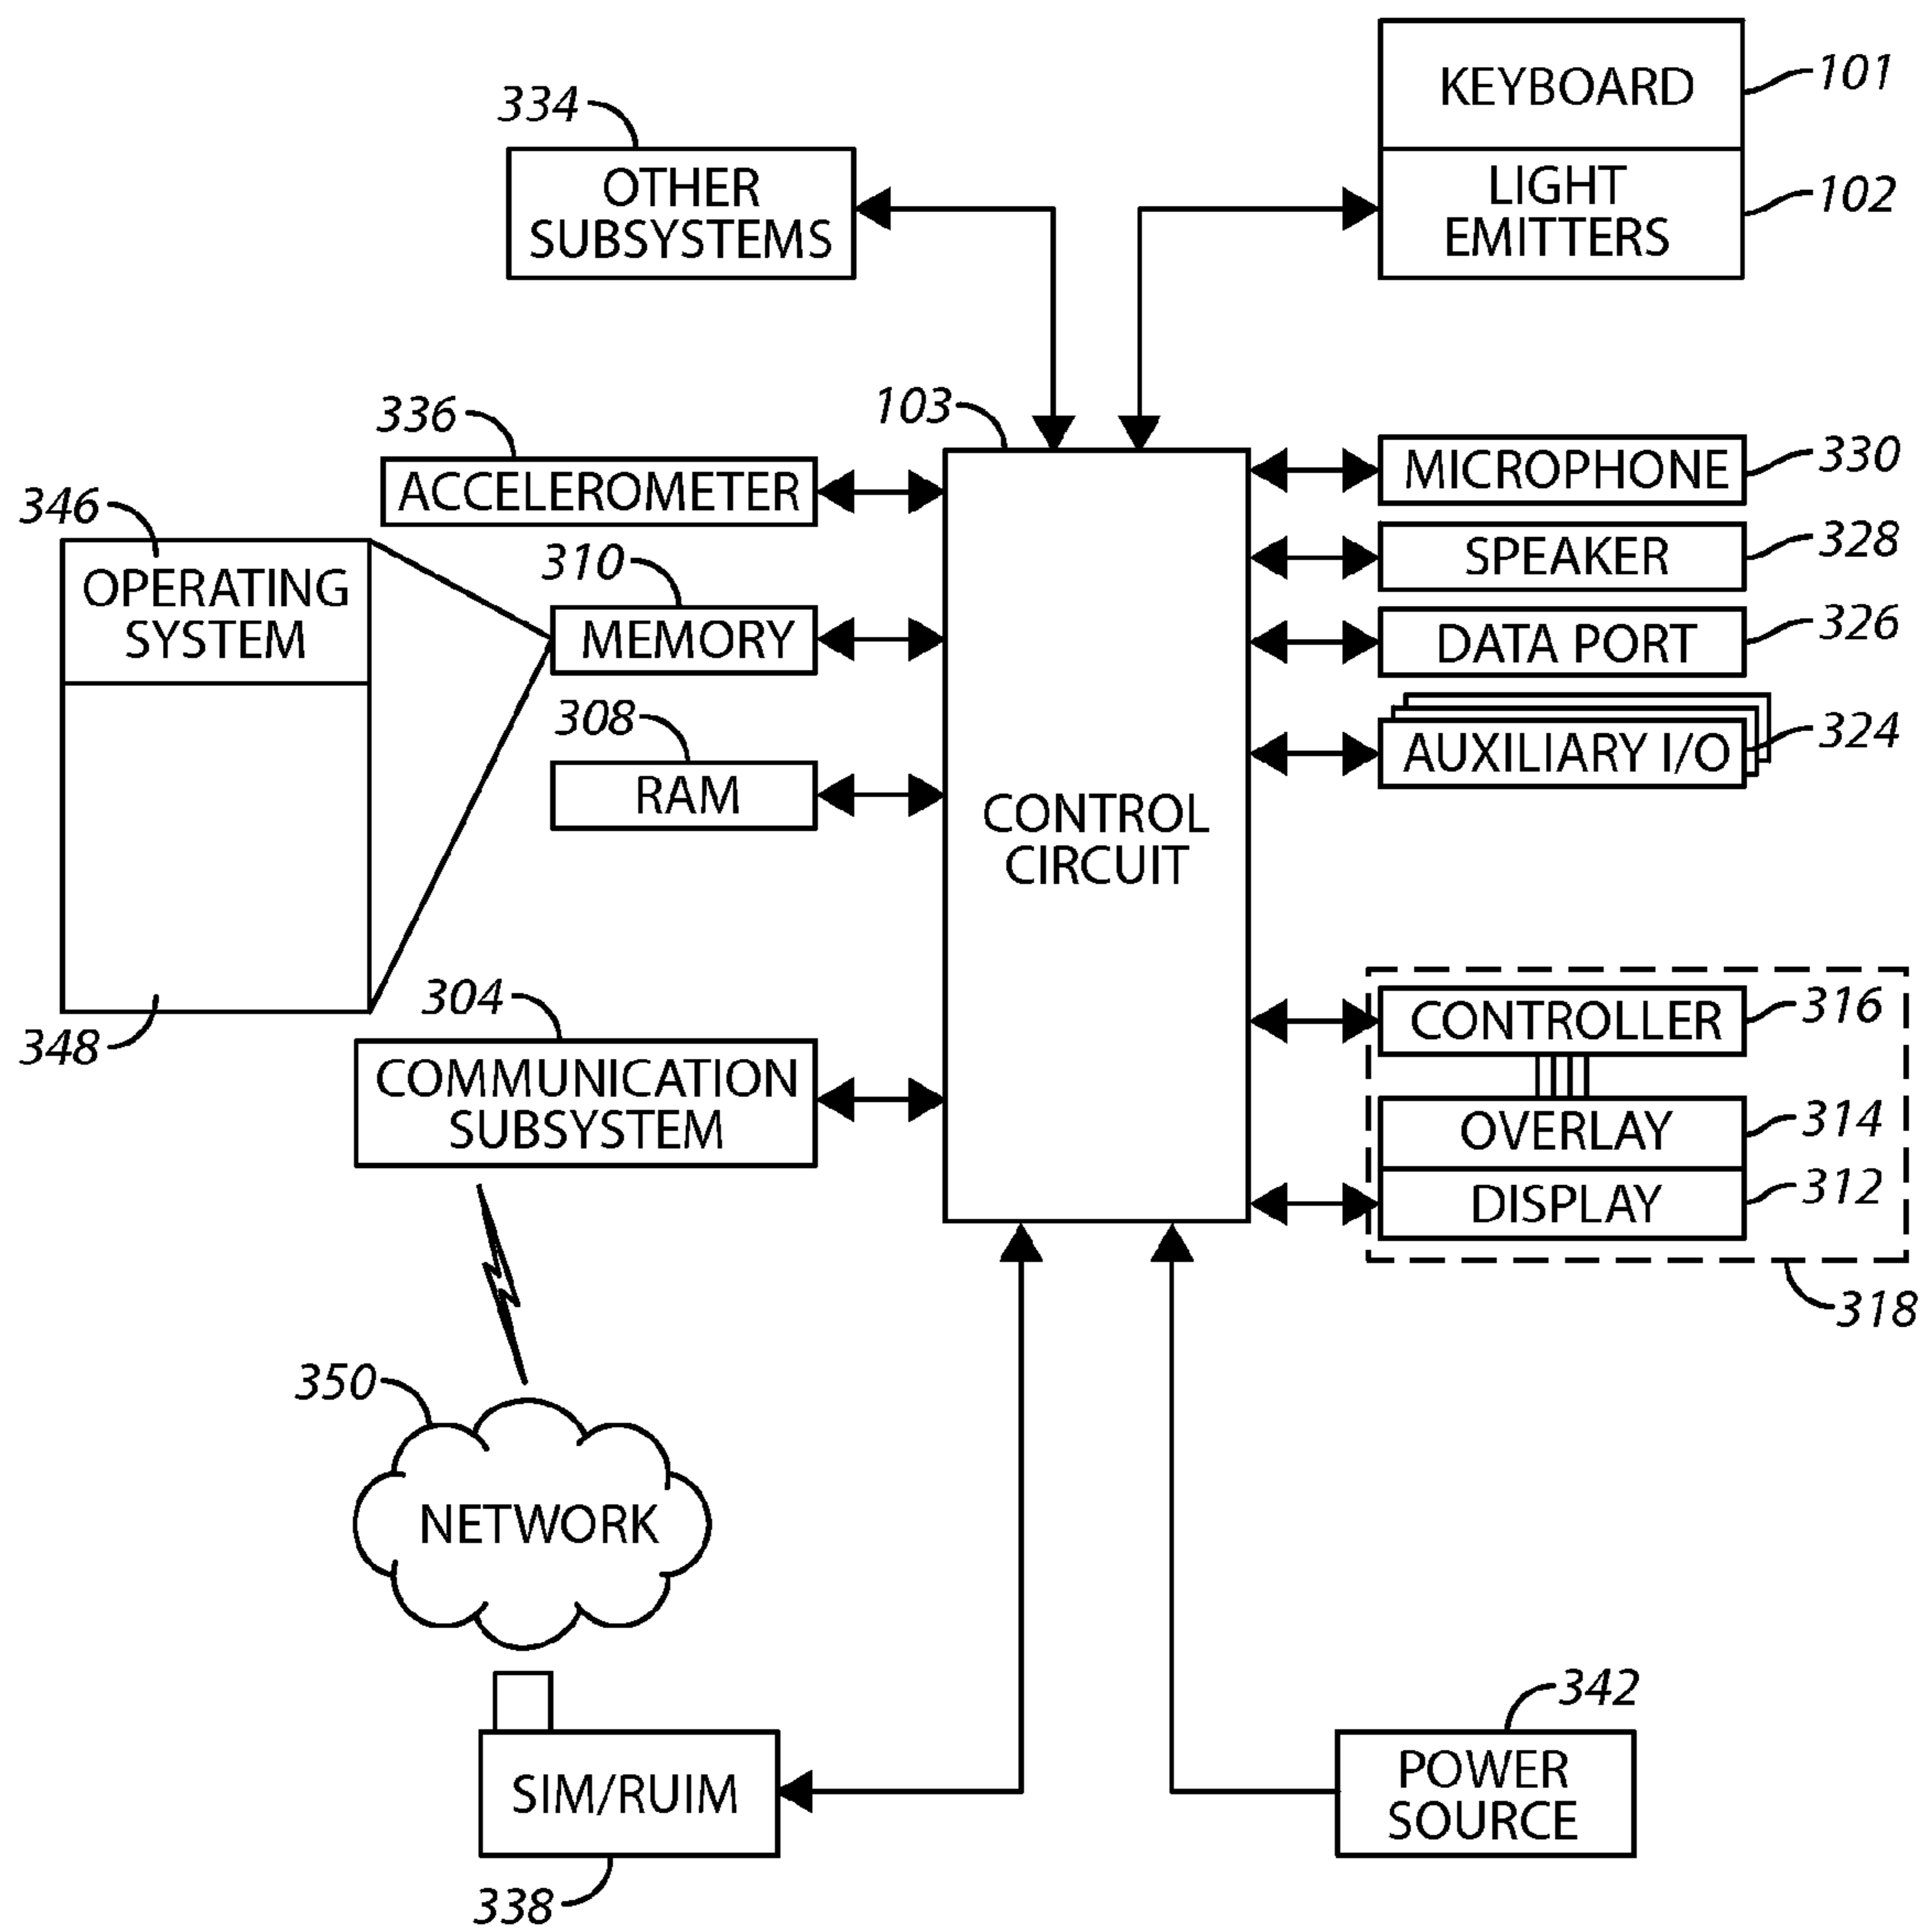 KEYBOARD
101
334
OTHER
SUBSYSTEMS
LIGHT
EMITTERS
102
336
103
ACCELEROMETER
MICROPHONE
330
346
OPERATING
SYSTEM
310
MEMORY
SPEAKER
328
DATA PORT
326
308
RAM
AUXILIARY I/O
324
CONTROL
CIRCUIT
348
304
COMMUNICATION
SUBSYSTEM
CONTROLLER
316
OVERLAY
314
DISPLAY
312
318
350
NETWORK
SIM/RUIM
338
342
POWER
SOURCE